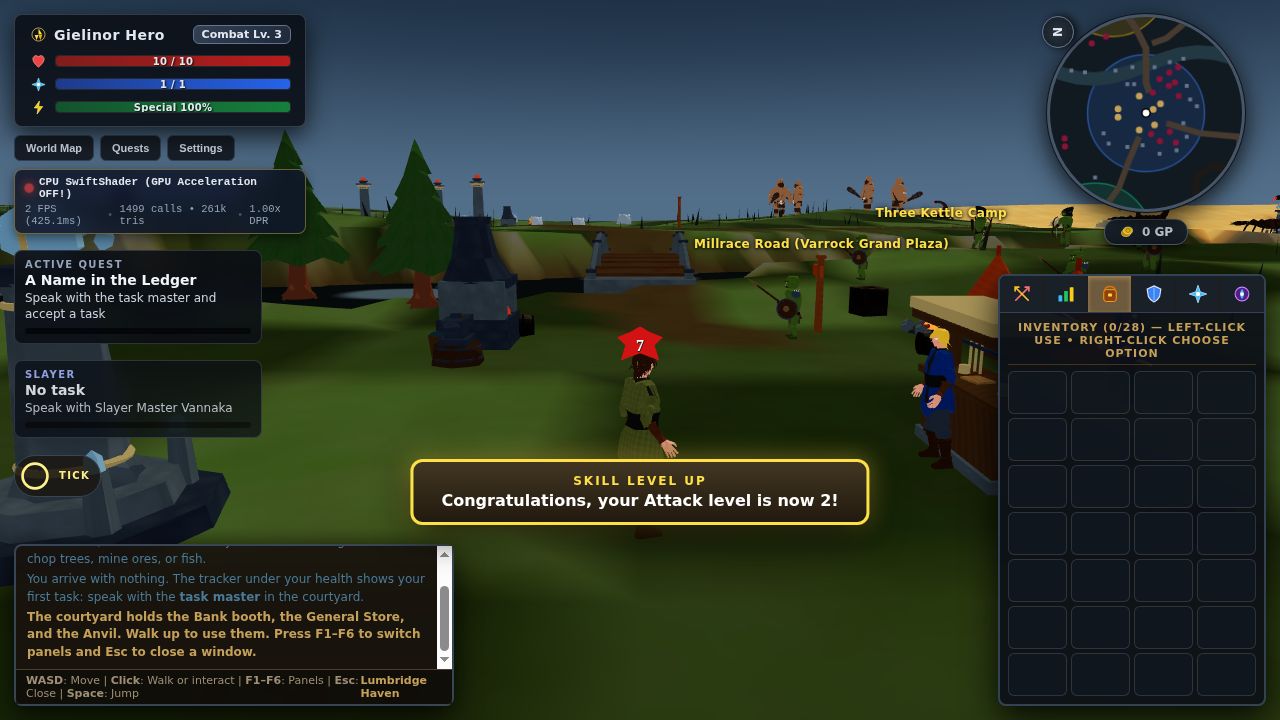 Gielinor Hero
Combat Lv. 3
10 / 10
1 / 1
Special 100%
World Map
Quests
Settings
CPU SwiftShader (GPU Acceleration
OFF!)
2 FPS (425.1ms) • 1499 calls • 261k tris • 1.00x DPR
ACTIVE QUEST
A Name in the Ledger
Speak with the task master and
accept a task
SLAYER
No task
Speak with Slayer Master Vannaka
TICK
N
0 GP
Three Kettle Camp
Millrace Road (Varrock Grand Plaza)
7
SKILL LEVEL UP
Congratulations, your Attack level is now 2!
INVENTORY (0/28) — LEFT-CLICK
USE • RIGHT-CLICK CHOOSE
OPTION
chop trees, mine ores, or fish.
You arrive with nothing. The tracker under your health shows your
first task: speak with the task master in the courtyard.
The courtyard holds the Bank booth, the General Store,
and the Anvil. Walk up to use them. Press F1–F6 to switch
panels and Esc to close a window.
WASD: Move | Click: Walk or interact | F1–F6: Panels | Esc:
Close | Space: Jump
Lumbridge
Haven